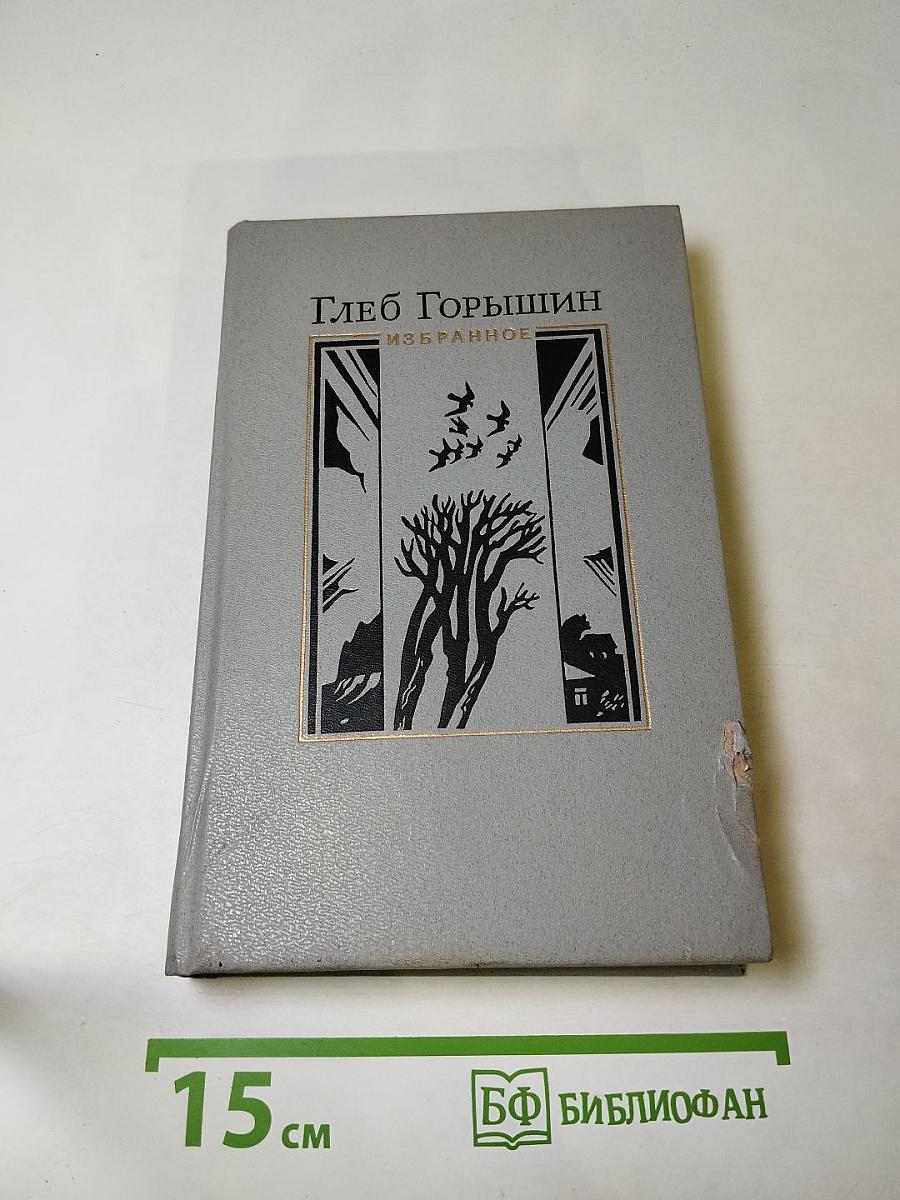 Глеб Горышин
ИЗБРАННОЕ
15 см
БФ БИБЛИОФАН